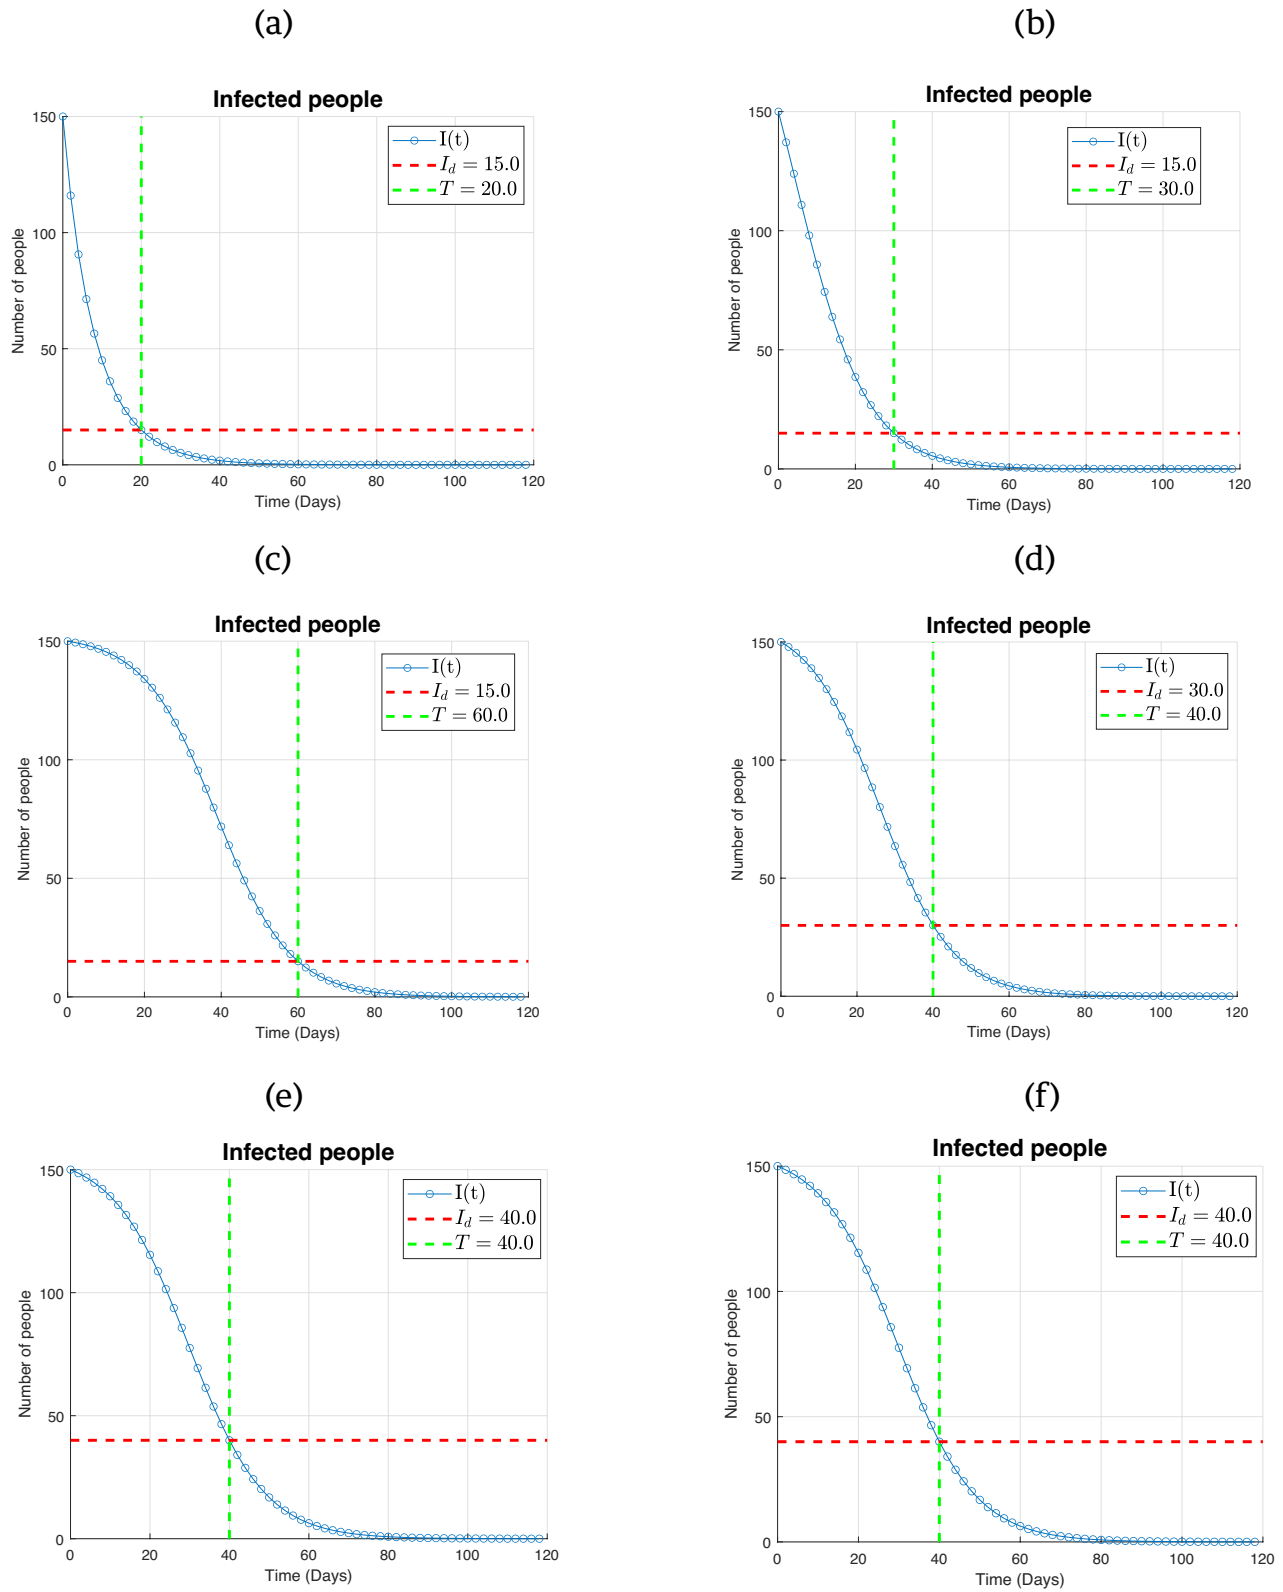 (a)
Infected people
I(t)
I_d = 15.0
T = 20.0
Number of people
150
100
50
0
0 20 40 60 80 100 120
Time (Days)
(b)
Infected people
I(t)
I_d = 15.0
T = 30.0
Number of people
150
100
50
0
0 20 40 60 80 100 120
Time (Days)
(c)
Infected people
I(t)
I_d = 15.0
T = 60.0
Number of people
150
100
50
0
0 20 40 60 80 100 120
Time (Days)
(d)
Infected people
I(t)
I_d = 30.0
T = 40.0
Number of people
150
100
50
0
0 20 40 60 80 100 120
Time (Days)
(e)
Infected people
I(t)
I_d = 40.0
T = 40.0
Number of people
150
100
50
0
0 20 40 60 80 100 120
Time (Days)
(f)
Infected people
I(t)
I_d = 40.0
T = 40.0
Number of people
150
100
50
0
0 20 40 60 80 100 120
Time (Days)